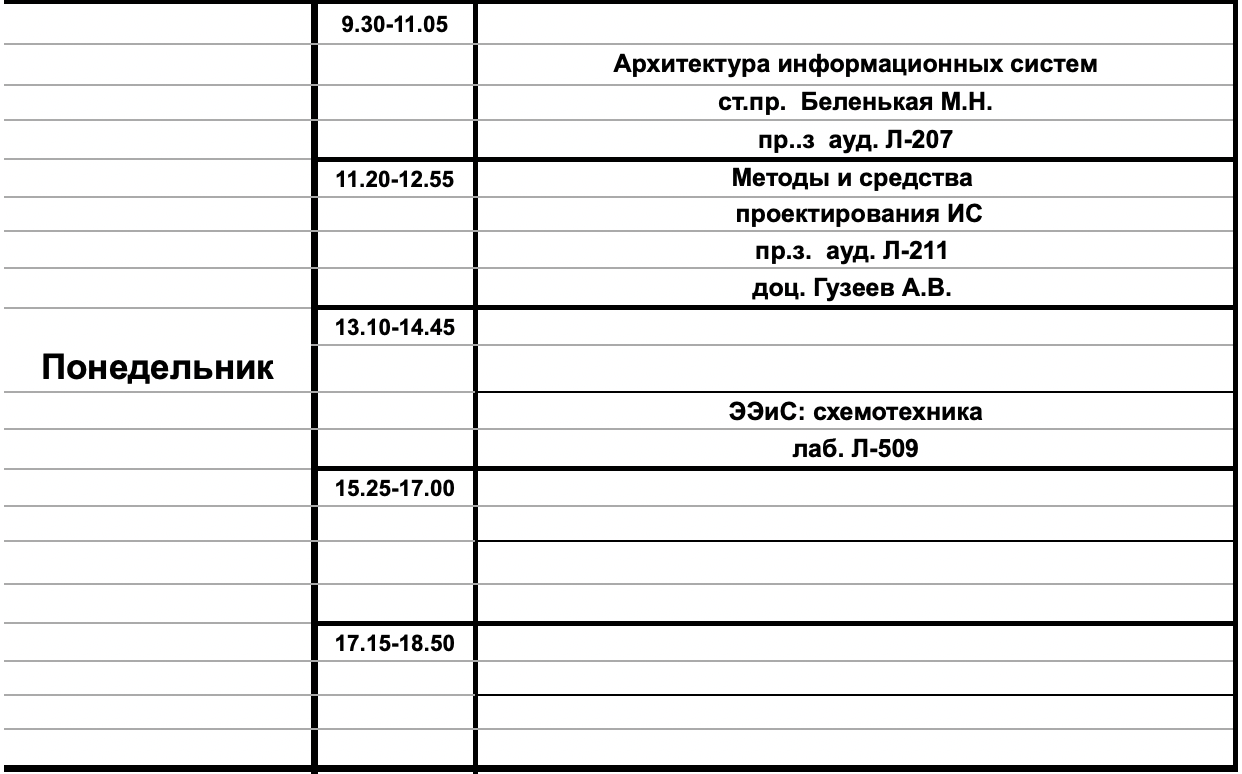 9.30-11.05
Архитектура информационных систем
ст.пр. Беленькая М.Н.
пр..з ауд. Л-207
11.20-12.55
Методы и средства
проектирования ИС
пр.з. ауд. Л-211
доц. Гузеев А.В.
13.10-14.45
Понедельник
ЭЭиС: схемотехника
лаб. Л-509
15.25-17.00
17.15-18.50